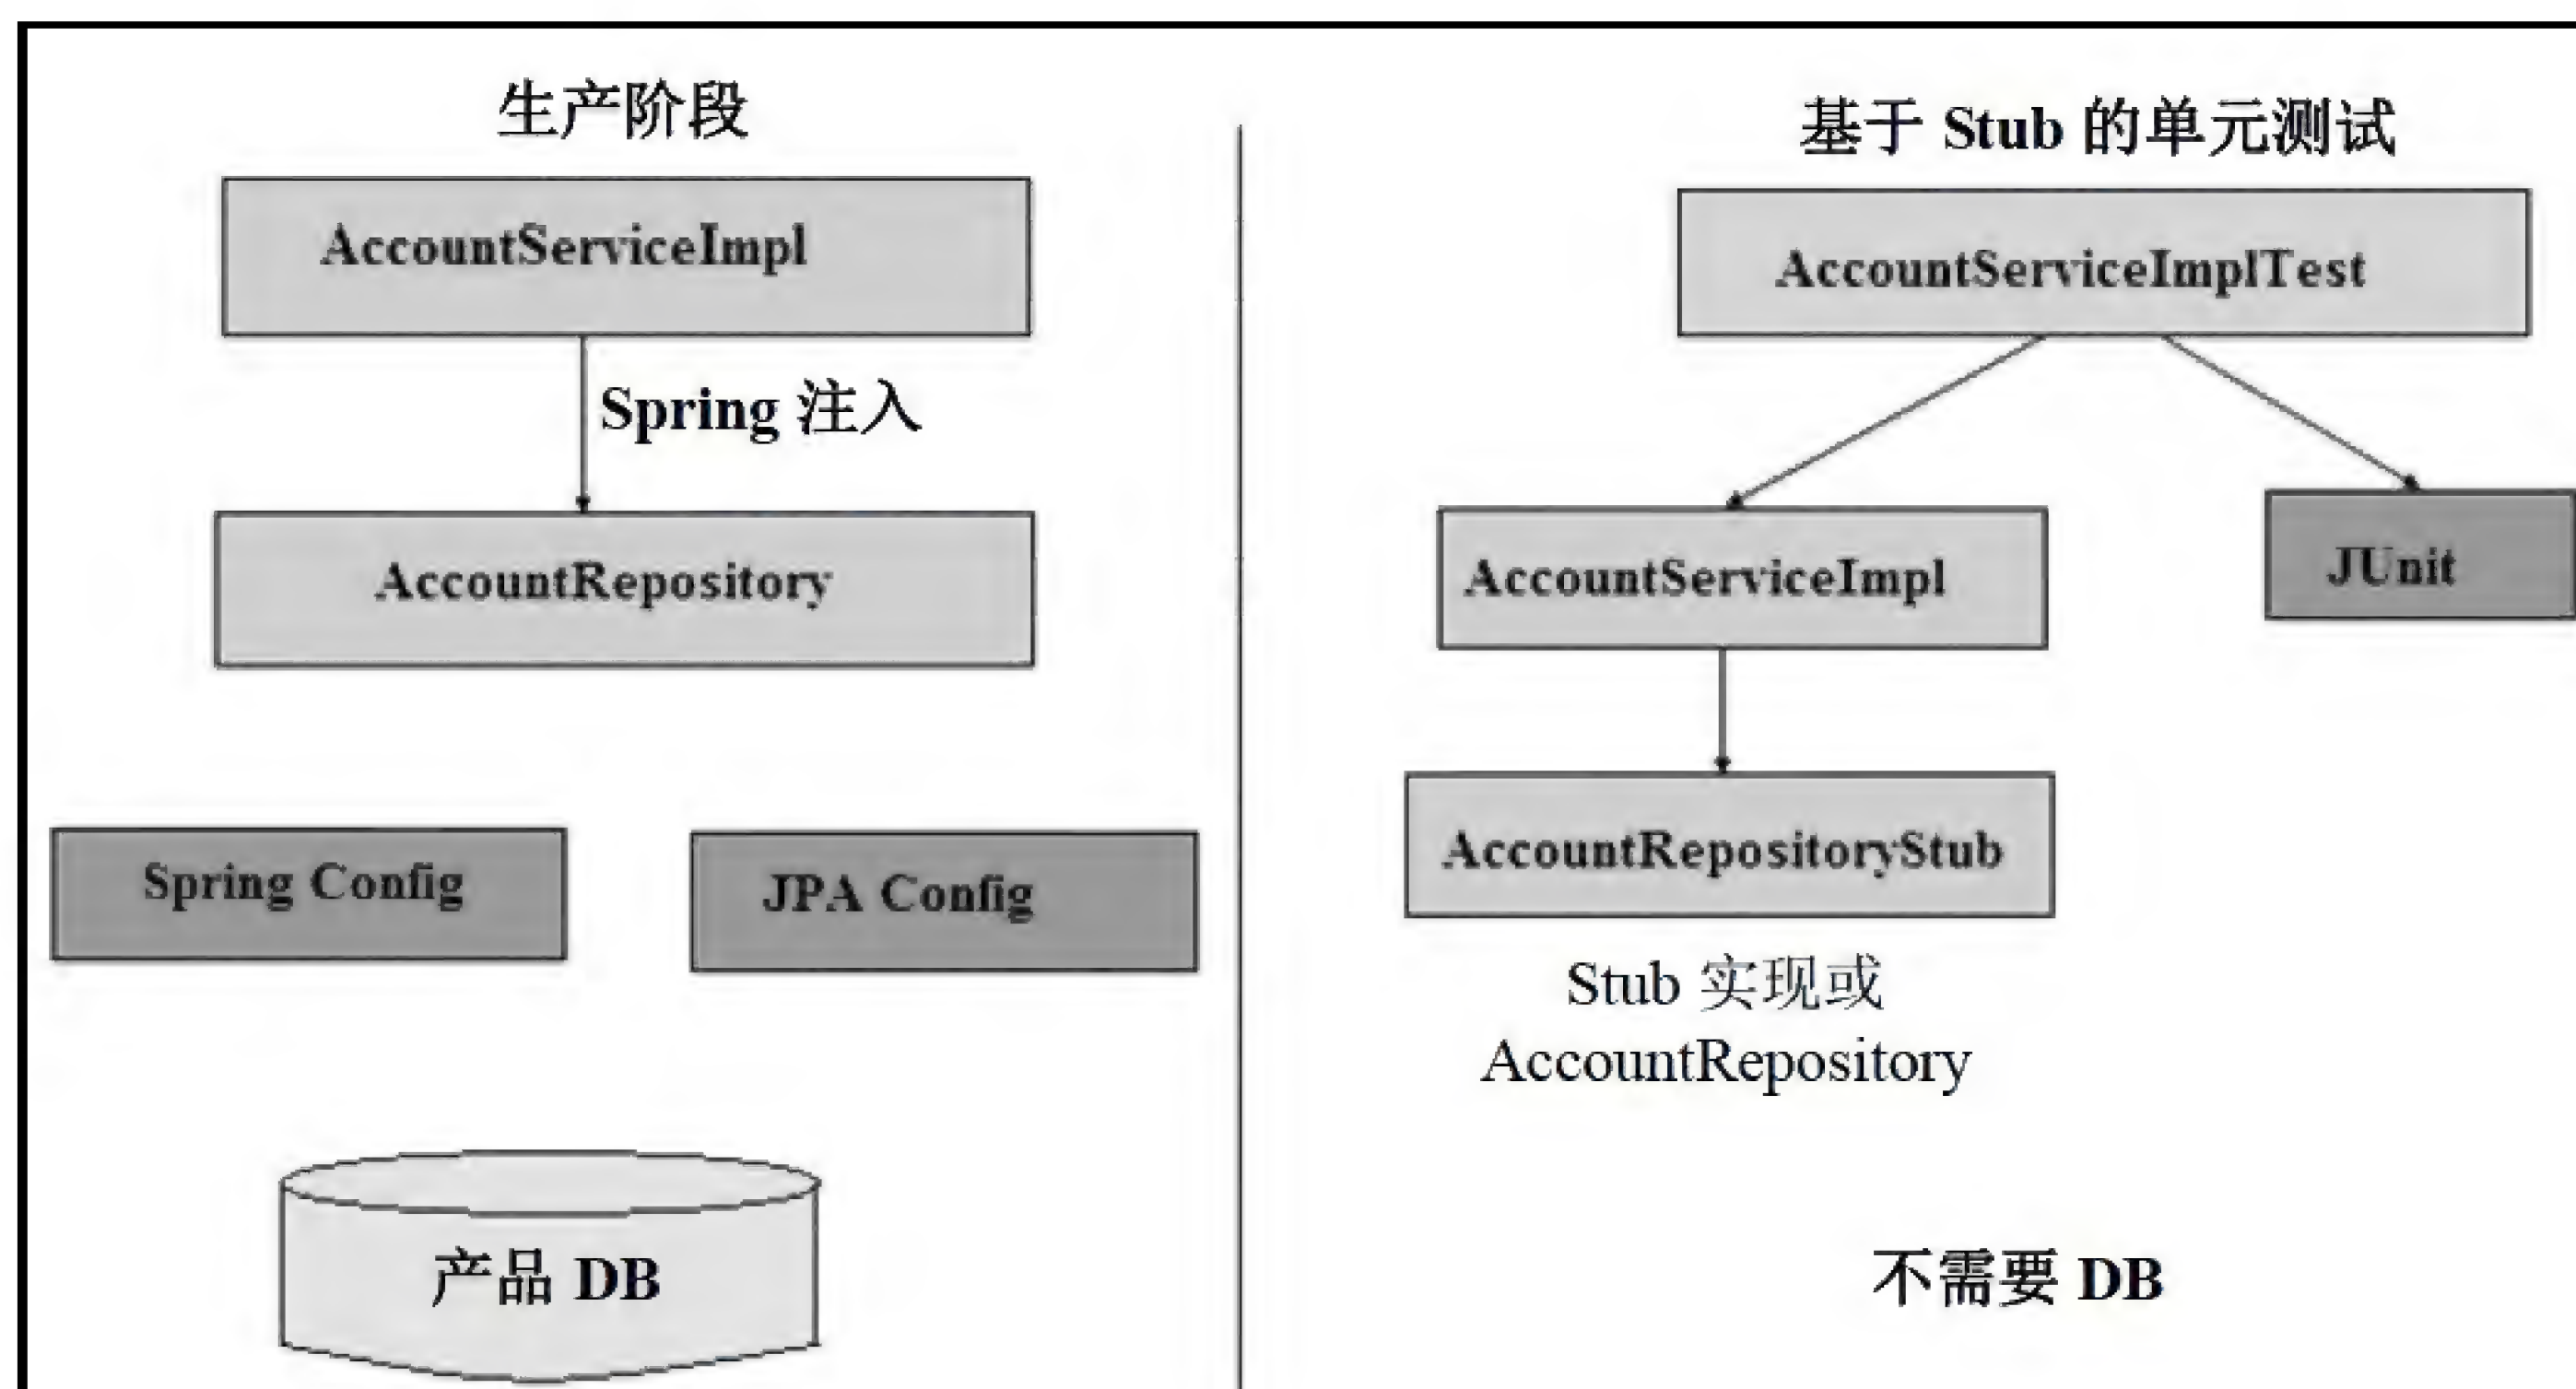 生产阶段
AccountServiceImpl
Spring 注入
AccountRepository
Spring Config
JPA Config
产品 DB
基于 Stub 的单元测试
AccountServiceImplTest
AccountServiceImpl
JUnit
AccountRepositoryStub
Stub 实现或
AccountRepository
不需要 DB